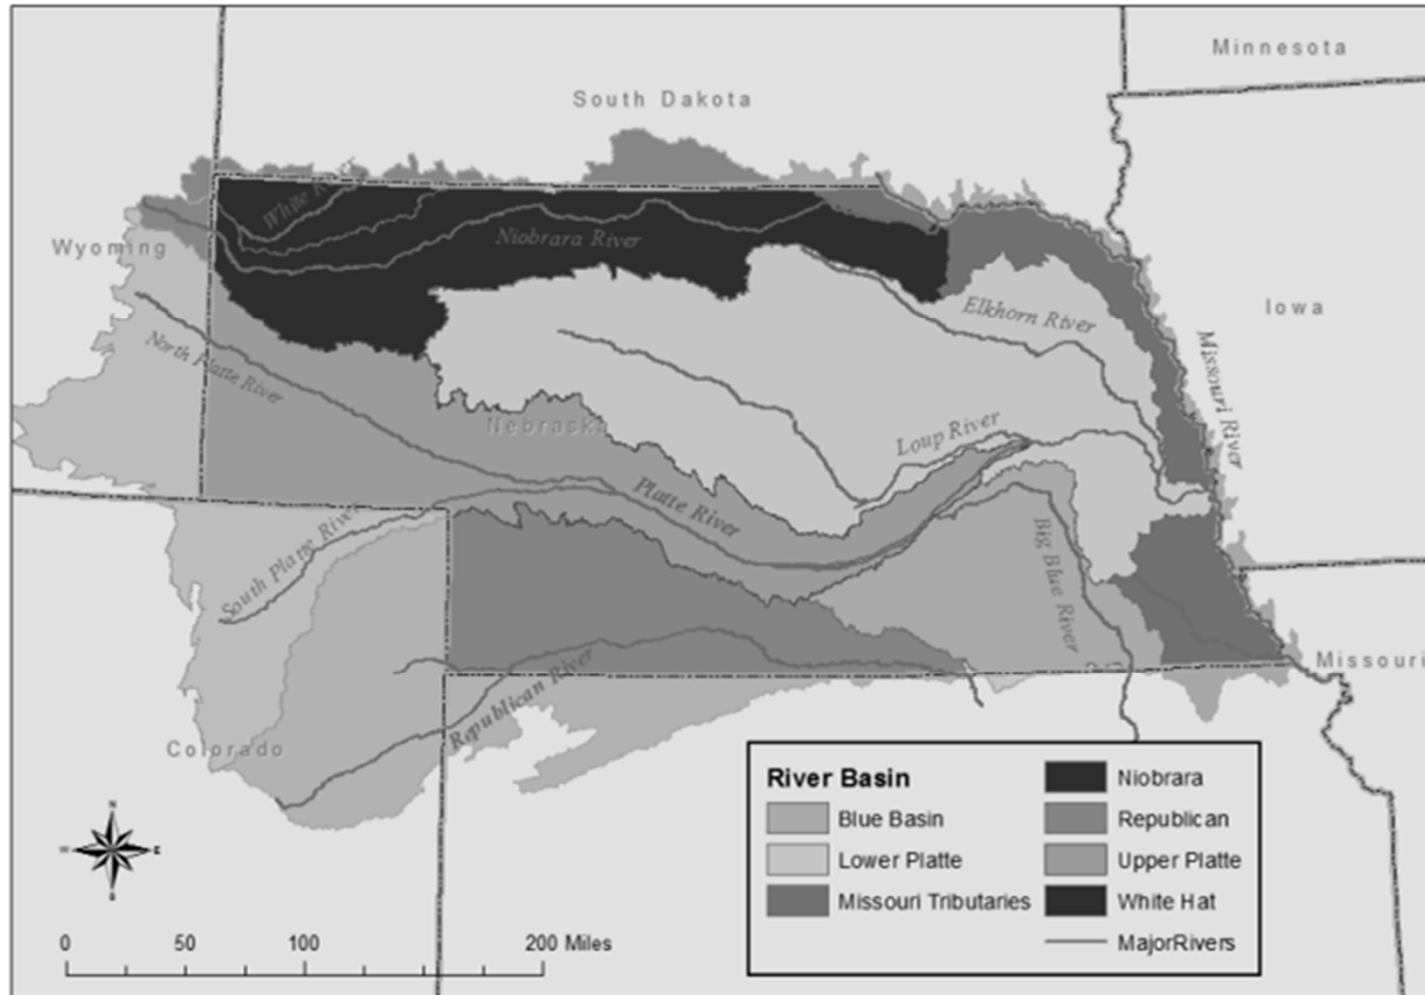 Minnesota
South Dakota
White River
Niobrara River
Wyoming
Elkhorn River
Iowa
North Platte River
Missouri River
Nebraska
Loup River
Platte River
South Platte River
Big Blue River
Republican River
Missouri
Colorado
River Basin
Blue Basin
Lower Platte
Missouri Tributaries
Niobrara
Republican
Upper Platte
White Hat
MajorRivers
N
W
E
S
0 50 100 200 Miles